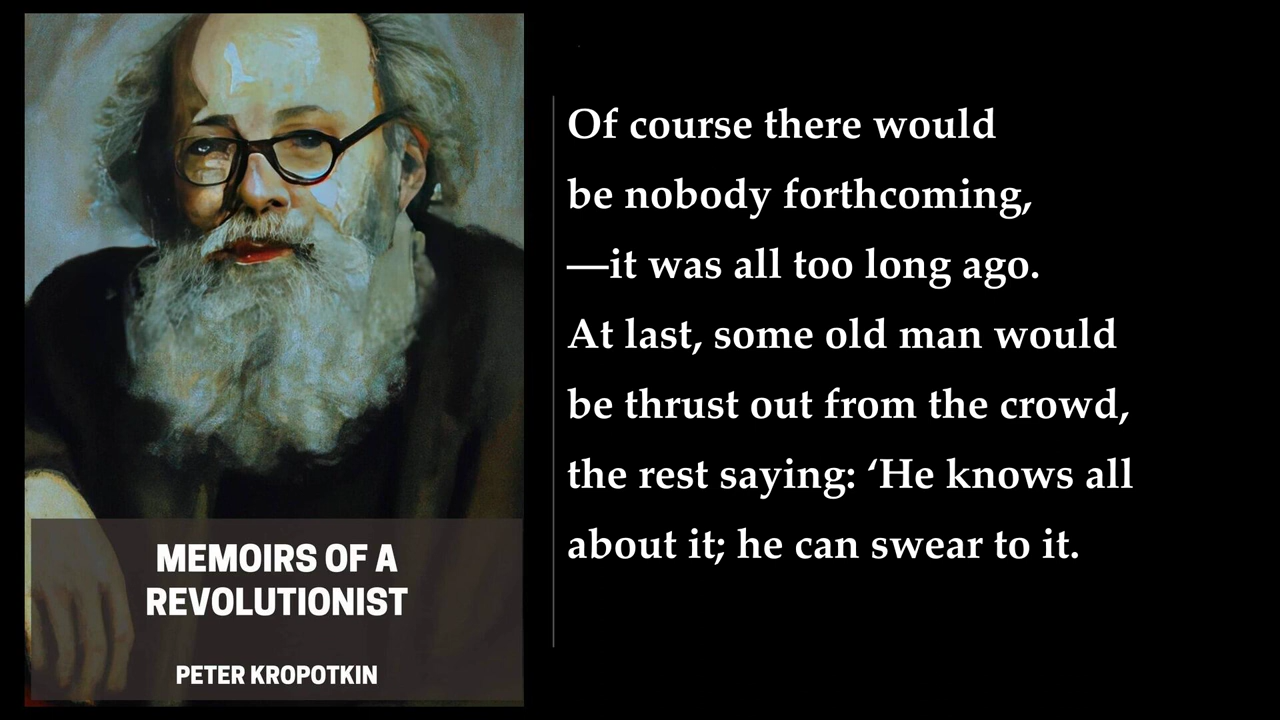 MEMOIRS OF A
REVOLUTIONIST
PETER KROPOTKIN
Of course there would
be nobody forthcoming,
—it was all too long ago.
At last, some old man would
be thrust out from the crowd,
the rest saying: ‘He knows all
about it; he can swear to it.